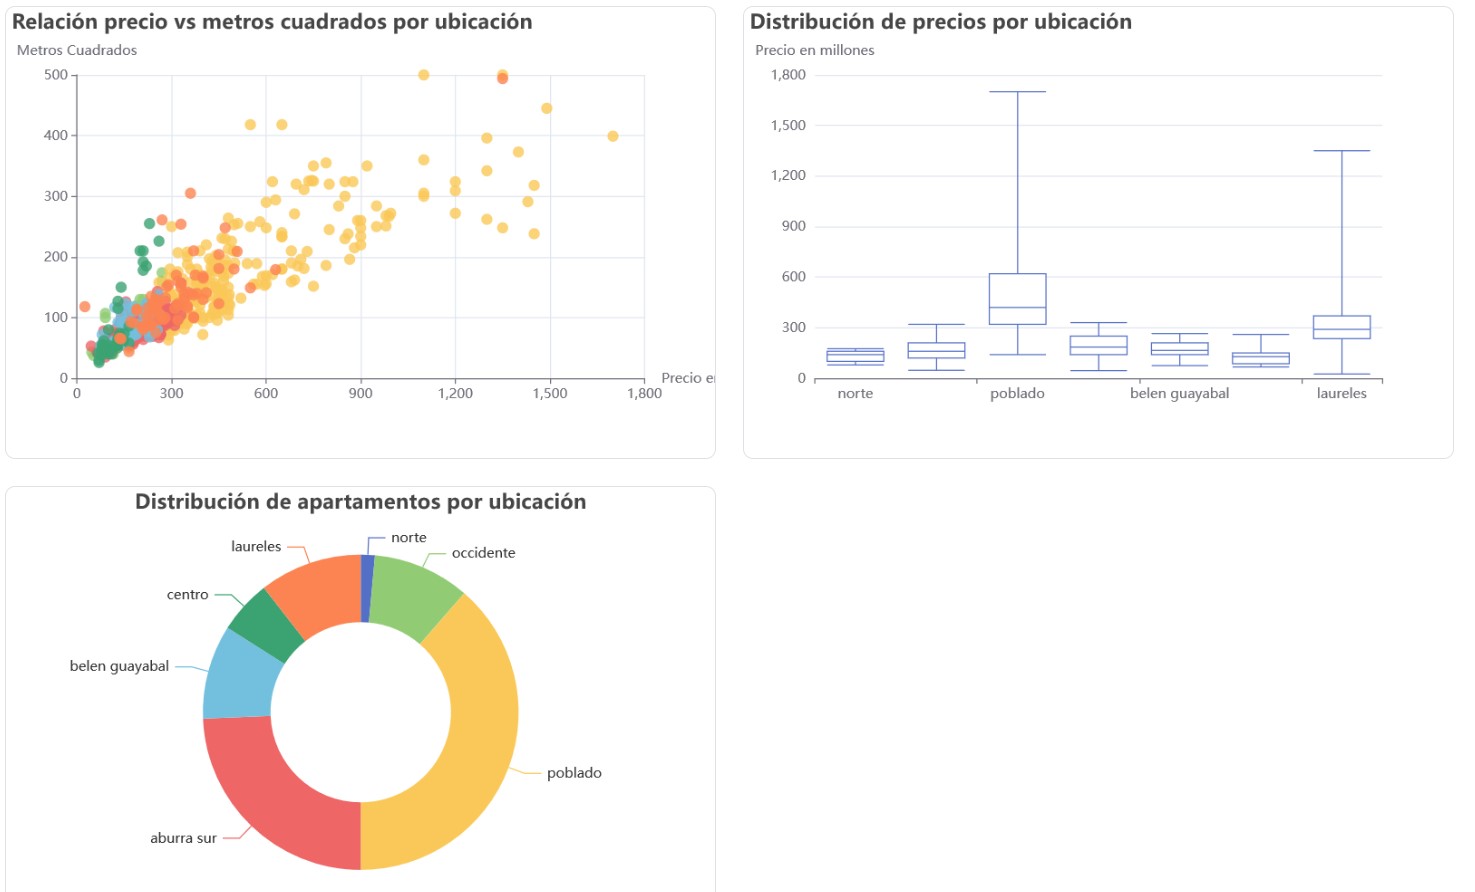 Relación precio vs metros cuadrados por ubicación
Metros Cuadrados
500
400
300
200
100
0
0 300 600 900 1,200 1,500 1,800
Precio en
Distribución de precios por ubicación
Precio en millones
1,800
1,500
1,200
900
600
300
0
norte poblado belen guayabal laureles
Distribución de apartamentos por ubicación
norte
laureles
occidente
centro
belen guayabal
poblado
aburra sur